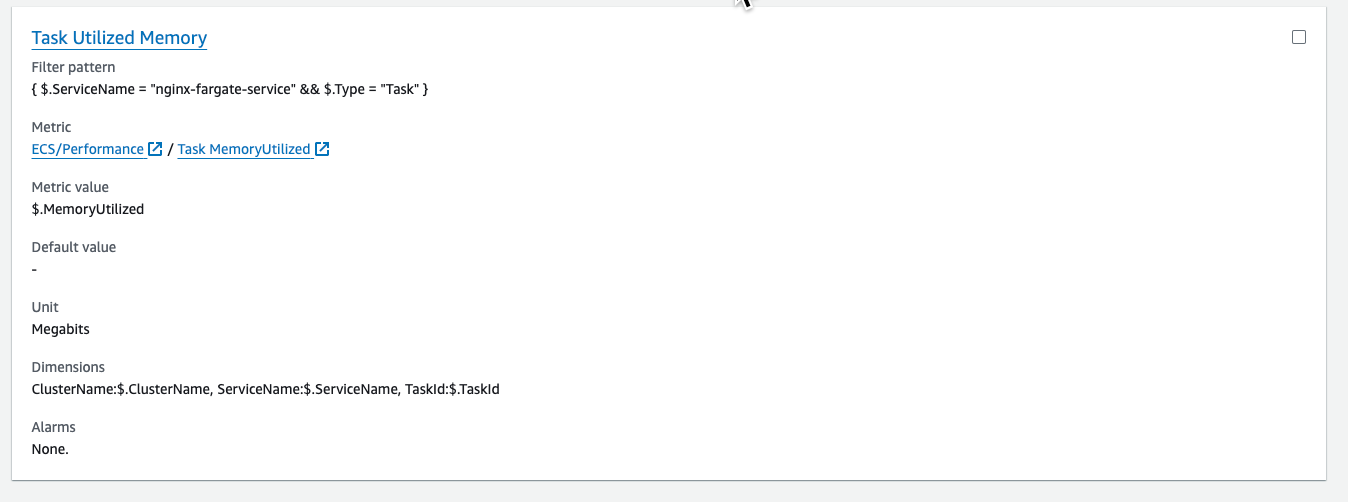 Task Utilized Memory
Filter pattern
{ $.ServiceName = "nginx-fargate-service" && $.Type = "Task" }
Metric
ECS/Performance / Task MemoryUtilized
Metric value
$.MemoryUtilized
Default value
-
Unit
Megabits
Dimensions
ClusterName:$.ClusterName, ServiceName:$.ServiceName, TaskId:$.TaskId
Alarms
None.